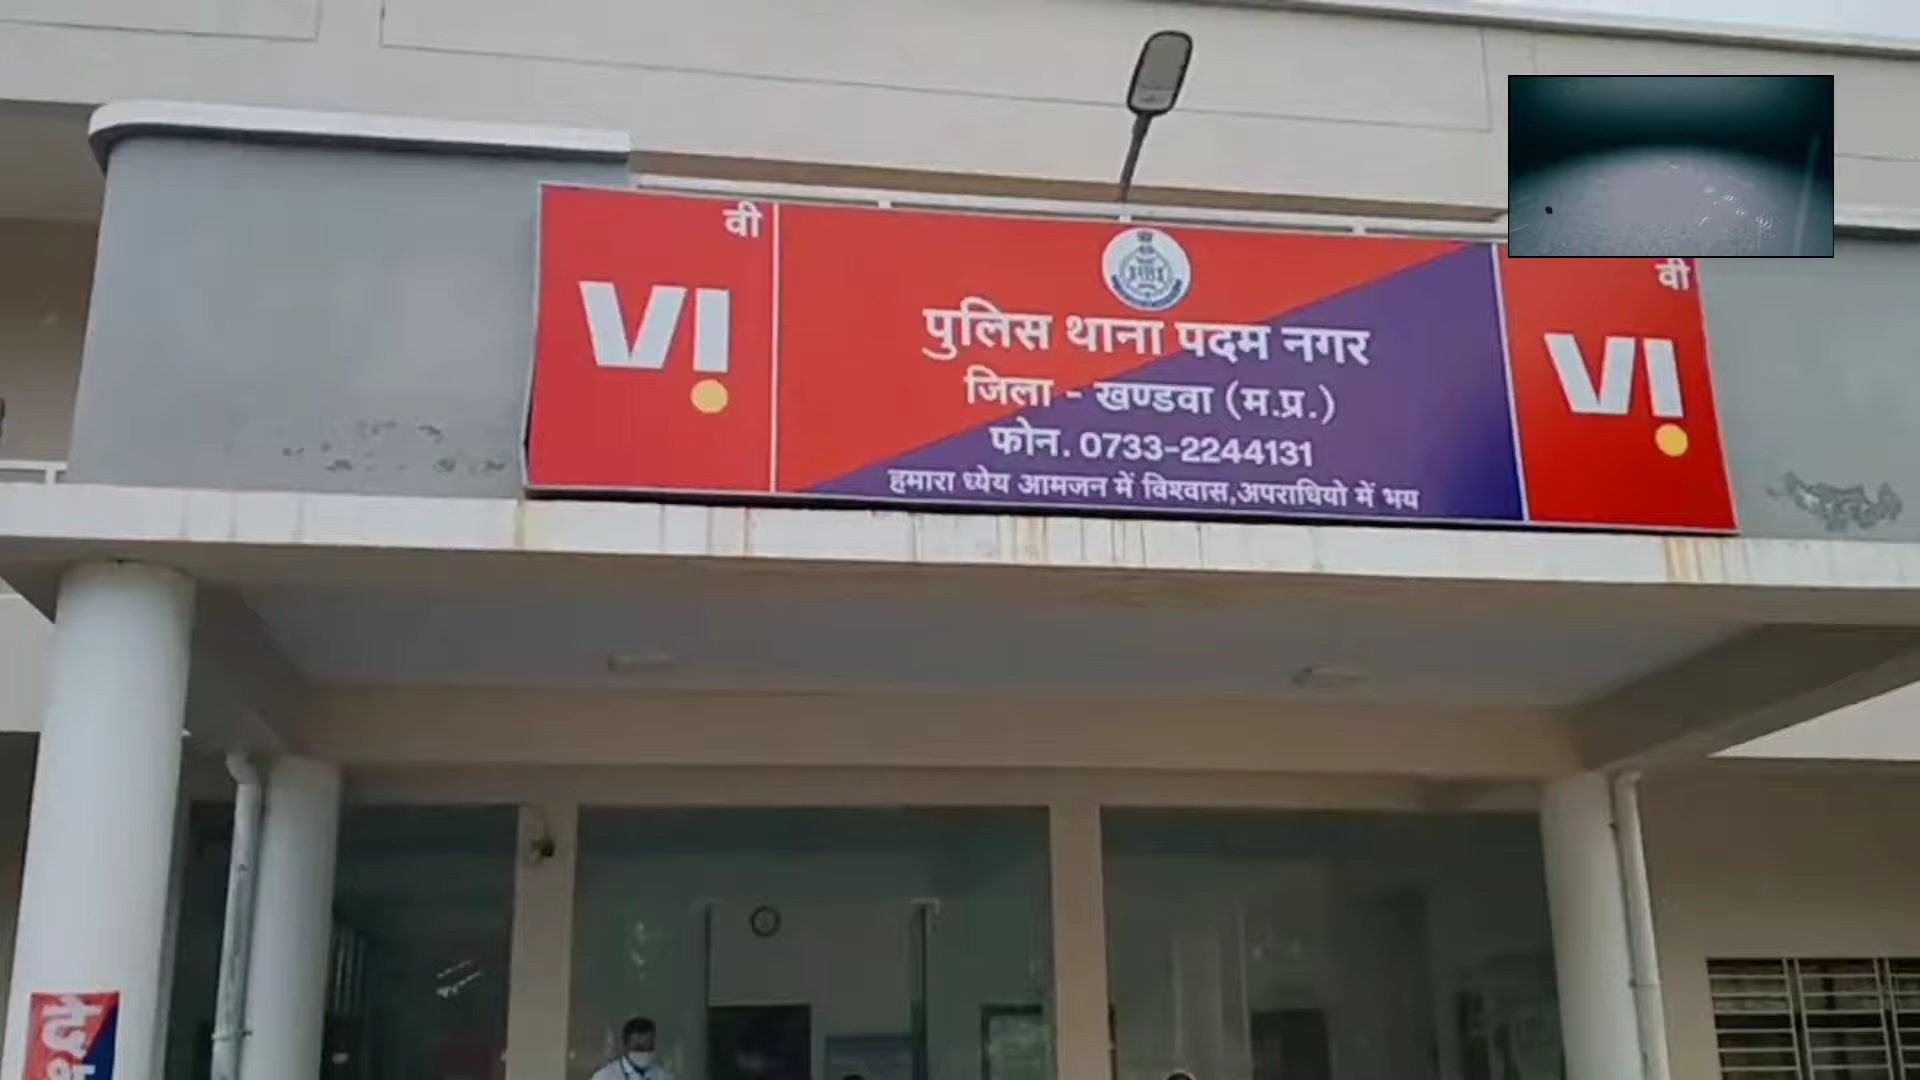 वी
VI
पुलिस थाना पदम नगर
जिला - खण्डवा (म.प्र.)
फोन. 0733-2244131
हमारा ध्येय आमजन में विश्वास,अपराधियो में भय
वी
VI